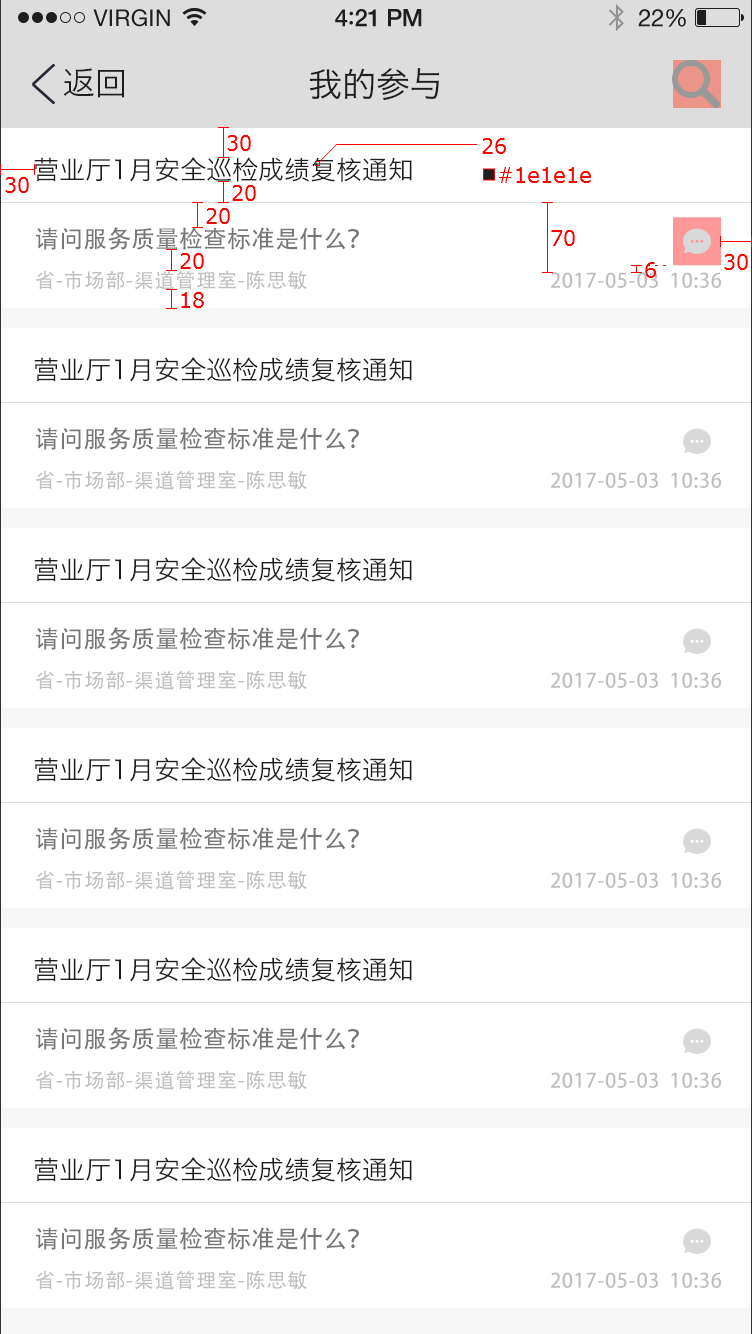 VIRGIN 4:21 PM 22%
返回 我的参与
30
营业厅1月安全巡检成绩复核通知 26
30 #1e1e1e
20
20
请问服务质量检查标准是什么? 70
20 6 30
省-市场部-渠道管理室-陈思敏 2017-05-03 10:36
18
营业厅1月安全巡检成绩复核通知
请问服务质量检查标准是什么?
省-市场部-渠道管理室-陈思敏 2017-05-03 10:36
营业厅1月安全巡检成绩复核通知
请问服务质量检查标准是什么?
省-市场部-渠道管理室-陈思敏 2017-05-03 10:36
营业厅1月安全巡检成绩复核通知
请问服务质量检查标准是什么?
省-市场部-渠道管理室-陈思敏 2017-05-03 10:36
营业厅1月安全巡检成绩复核通知
请问服务质量检查标准是什么?
省-市场部-渠道管理室-陈思敏 2017-05-03 10:36
营业厅1月安全巡检成绩复核通知
请问服务质量检查标准是什么?
省-市场部-渠道管理室-陈思敏 2017-05-03 10:36